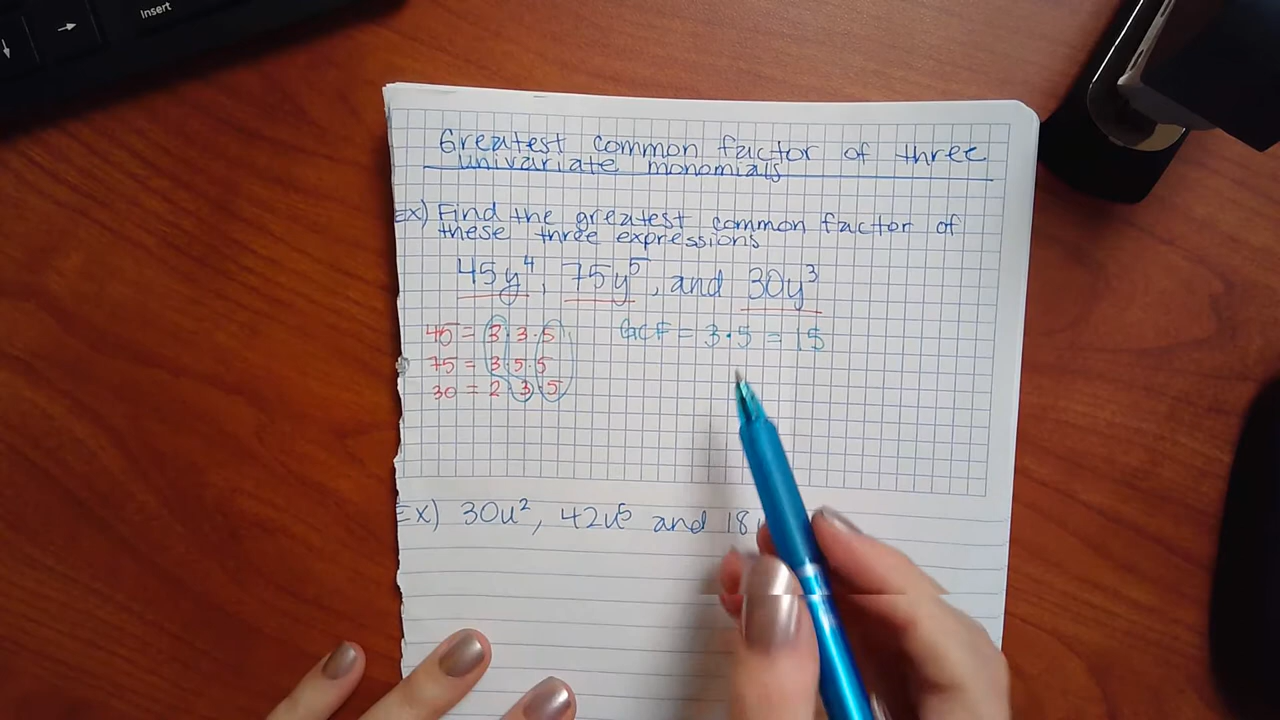 Insert
Greatest common factor of three
univariate monomials
Ex) Find the greatest common factor of
these three expressions
45y⁴, 75y⁵, and 30y³
45 = 3·3·5 GCF = 3·5 = 15
75 = 3·5·5
30 = 2·3·5
Ex) 30u², 42u⁵ and 18